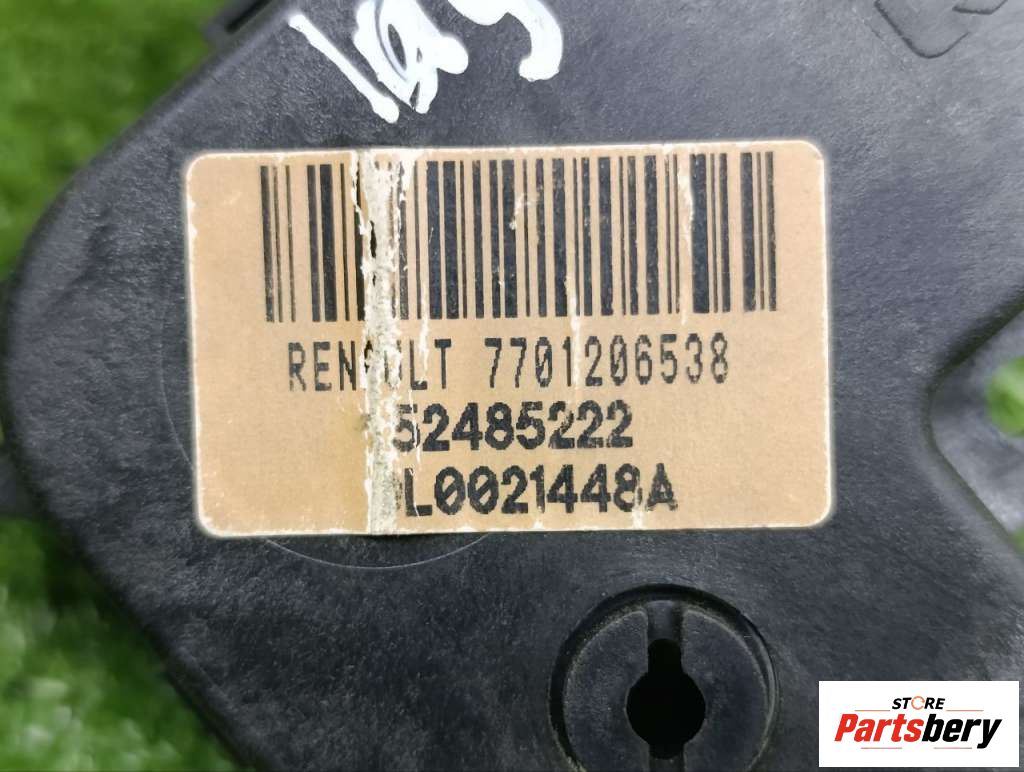 RENAULT 7701206538
52485222
L0021448A
STORE
Partsbery